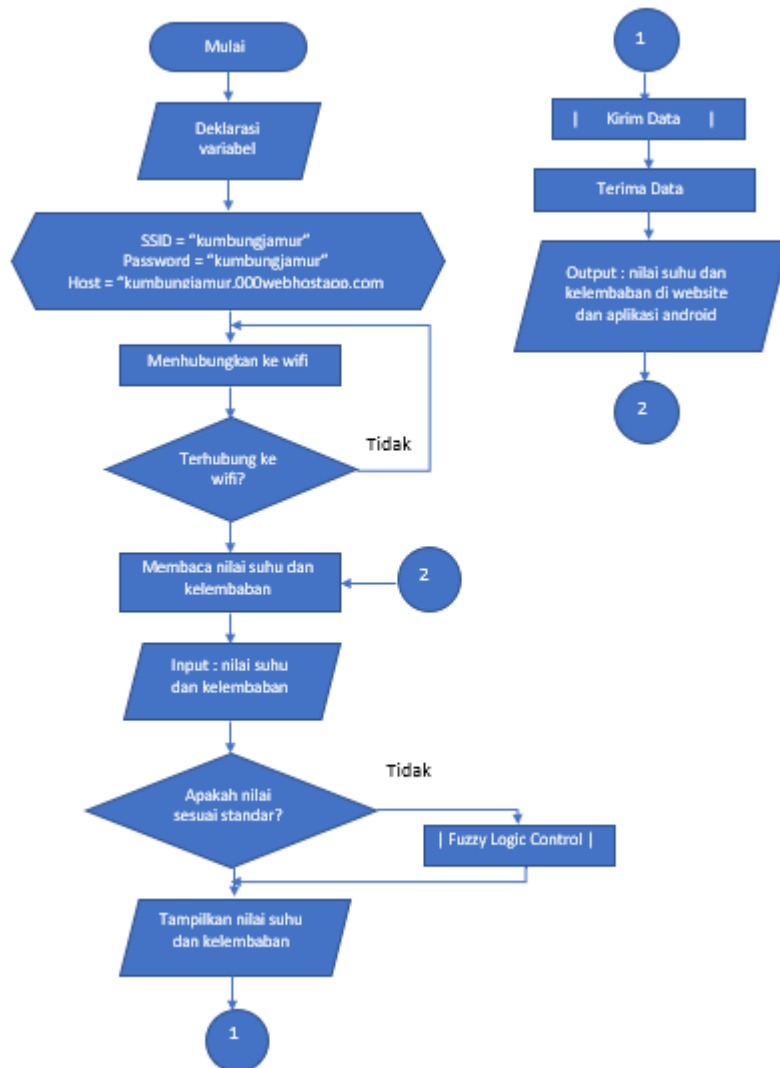 Mulai
Deklarasi
variabel
SSID = “kumbungjamur”
Password = “kumbungjamur”
Host = “kumbungjamur.000webhostapp.com
Menhubungkan ke wifi
Terhubung ke
wifi?
Tidak
Membaca nilai suhu dan
kelembaban
2
Input : nilai suhu
dan kelembaban
Apakah nilai
sesuai standar?
Tidak
| Fuzzy Logic Control |
Tampilkan nilai suhu
dan kelembaban
1
1
| Kirim Data |
Terima Data
Output : nilai suhu dan
kelembaban di website
dan aplikasi android
2